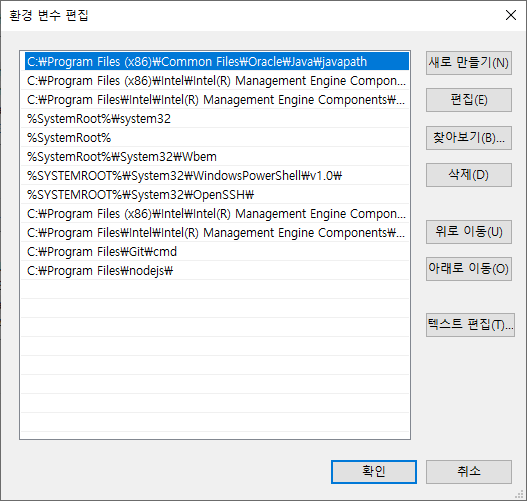 환경 변수 편집
C:₩Program Files (x86)₩Common Files₩Oracle₩Java₩javapath
C:₩Program Files (x86)₩Intel₩Intel(R) Management Engine Compon...
C:₩Program Files₩Intel₩Intel(R) Management Engine Components₩...
%SystemRoot%₩system32
%SystemRoot%
%SystemRoot%₩System32₩Wbem
%SYSTEMROOT%₩System32₩WindowsPowerShell₩v1.0₩
%SYSTEMROOT%₩System32₩OpenSSH₩
C:₩Program Files (x86)₩Intel₩Intel(R) Management Engine Compon...
C:₩Program Files₩Intel₩Intel(R) Management Engine Components₩...
C:₩Program Files₩Git₩cmd
C:₩Program Files₩nodejs₩
새로 만들기(N)
편집(E)
찾아보기(B)...
삭제(D)
위로 이동(U)
아래로 이동(O)
텍스트 편집(T)...
확인
취소